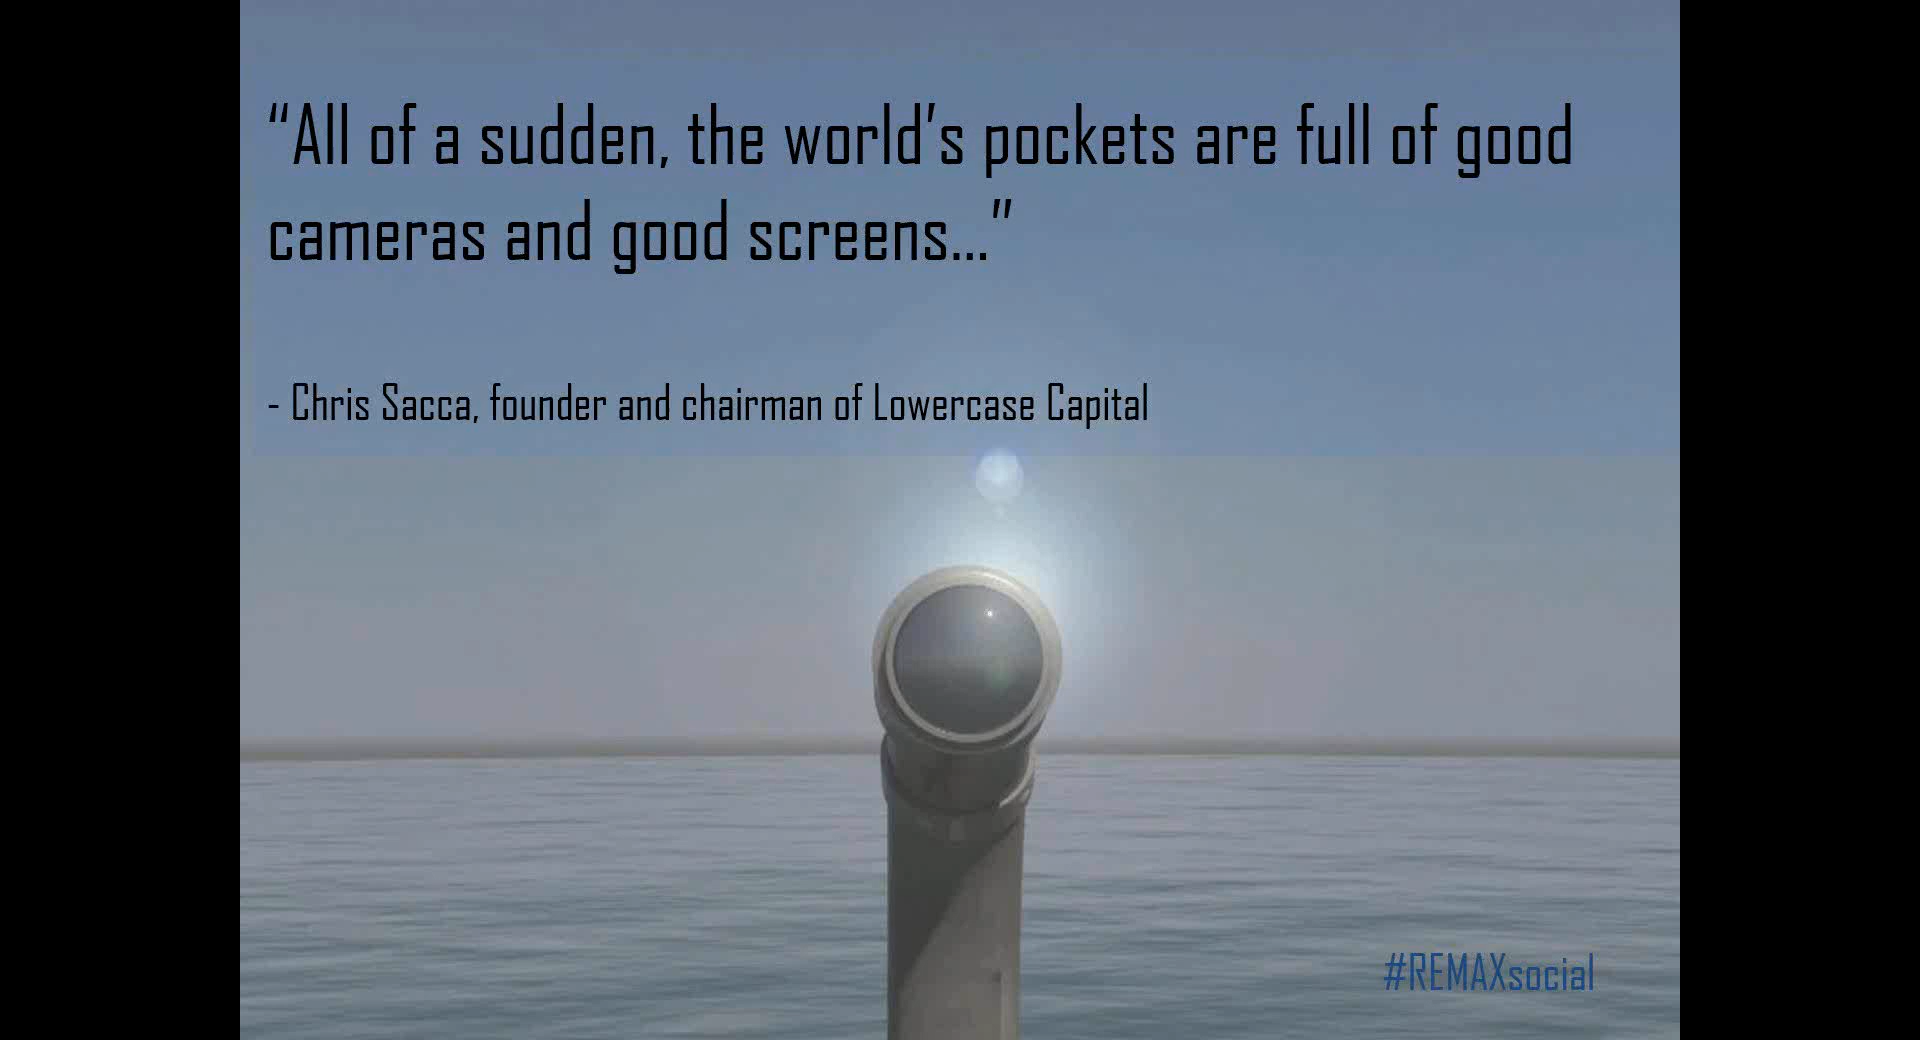 “All of a sudden, the world’s pockets are full of good
cameras and good screens...”
- Chris Sacca, founder and chairman of Lowercase Capital
#REMAXsocial